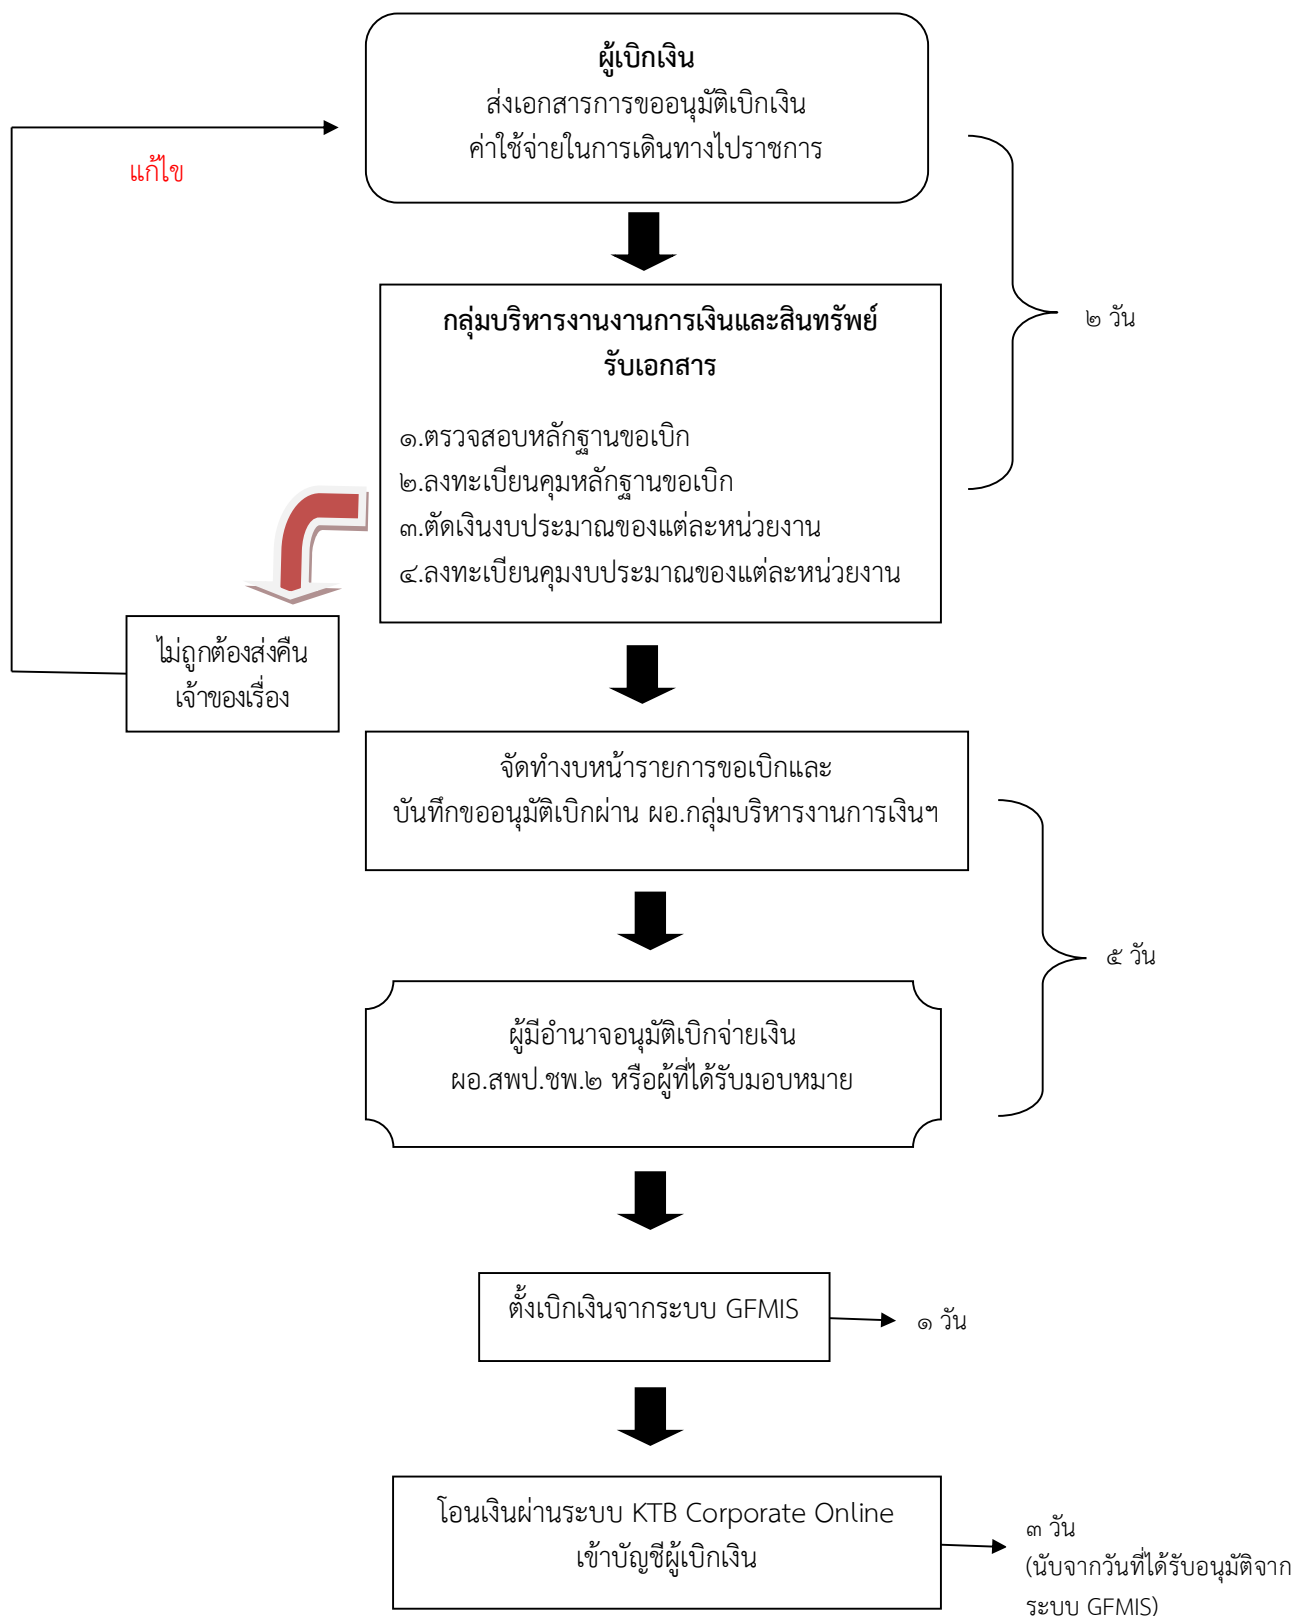 ผู้เบิกเงิน
ส่งเอกสารการขออนุมัติเบิกเงิน
ค่าใช้จ่ายในการเดินทางไปราชการ
แก้ไข
กลุ่มบริหารงานงานการเงินและสินทรัพย์
รับเอกสาร
๒ วัน
๑.ตรวจสอบหลักฐานขอเบิก
๒.ลงทะเบียนคุมหลักฐานขอเบิก
๓.ตัดเงินงบประมาณของแต่ละหน่วยงาน
๔.ลงทะเบียนคุมงบประมาณของแต่ละหน่วยงาน
ไม่ถูกต้องส่งคืน
เจ้าของเรื่อง
จัดทำงบหน้ารายการขอเบิกและ
บันทึกขออนุมัติเบิกผ่าน ผอ.กลุ่มบริหารงานการเงินฯ
๕ วัน
ผู้มีอำนาจอนุมัติเบิกจ่ายเงิน
ผอ.สพป.ชพ.๒ หรือผู้ที่ได้รับมอบหมาย
ตั้งเบิกเงินจากระบบ GFMIS
๑ วัน
โอนเงินผ่านระบบ KTB Corporate Online
เข้าบัญชีผู้เบิกเงิน
๓ วัน
(นับจากวันที่ได้รับอนุมัติจาก
ระบบ GFMIS)